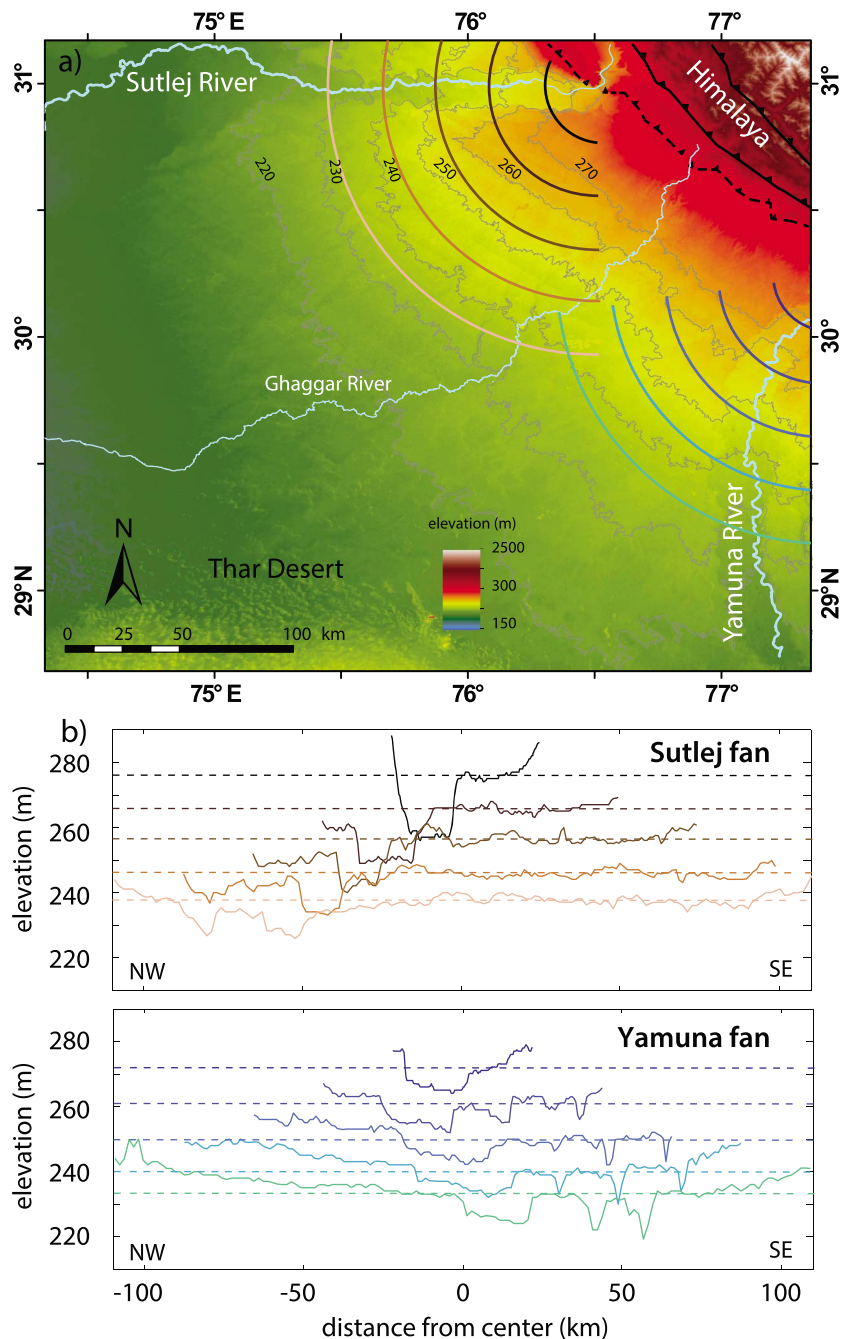 75° E 76° 77°
a)
31° 31°
Sutlej River
Himalaya
220 230 240 250 260 270
30° 30°
Ghaggar River
N
elevation (m)
2500
300
150
Thar Desert
Yamuna River
29°N 29°N
0 25 50 100 km
75° E 76° 77°
b)
Sutlej fan
280
260
240
220
elevation (m)
NW SE
Yamuna fan
280
260
240
220
elevation (m)
NW SE
-100 -50 0 50 100
distance from center (km)